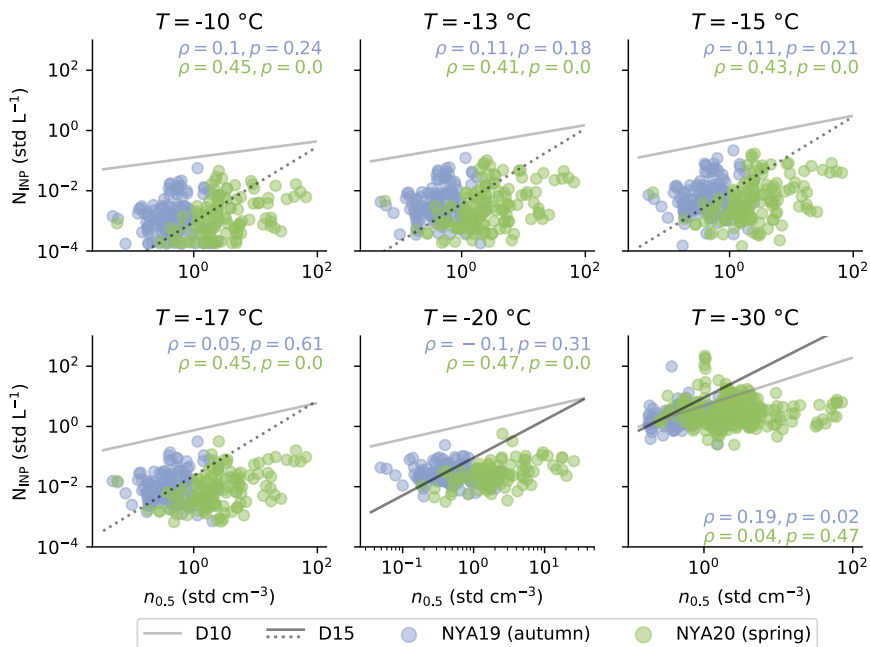 T = -10 °C
T = -13 °C
T = -15 °C
ρ = 0.1, p = 0.24
ρ = 0.45, p = 0.0
ρ = 0.11, p = 0.18
ρ = 0.41, p = 0.0
ρ = 0.11, p = 0.21
ρ = 0.43, p = 0.0
N_INP (std L⁻¹)
10²
10⁰
10⁻²
10⁻⁴
10⁰
10²
10⁰
10²
10⁰
10²
T = -17 °C
T = -20 °C
T = -30 °C
ρ = 0.05, p = 0.61
ρ = 0.45, p = 0.0
ρ = −0.1, p = 0.31
ρ = 0.47, p = 0.0
ρ = 0.19, p = 0.02
ρ = 0.04, p = 0.47
N_INP (std L⁻¹)
10²
10⁰
10⁻²
10⁻⁴
10⁰
10²
10⁻¹
10⁰
10¹
10⁰
10²
n₀.₅ (std cm⁻³)
n₀.₅ (std cm⁻³)
n₀.₅ (std cm⁻³)
D10
D15
NYA19 (autumn)
NYA20 (spring)